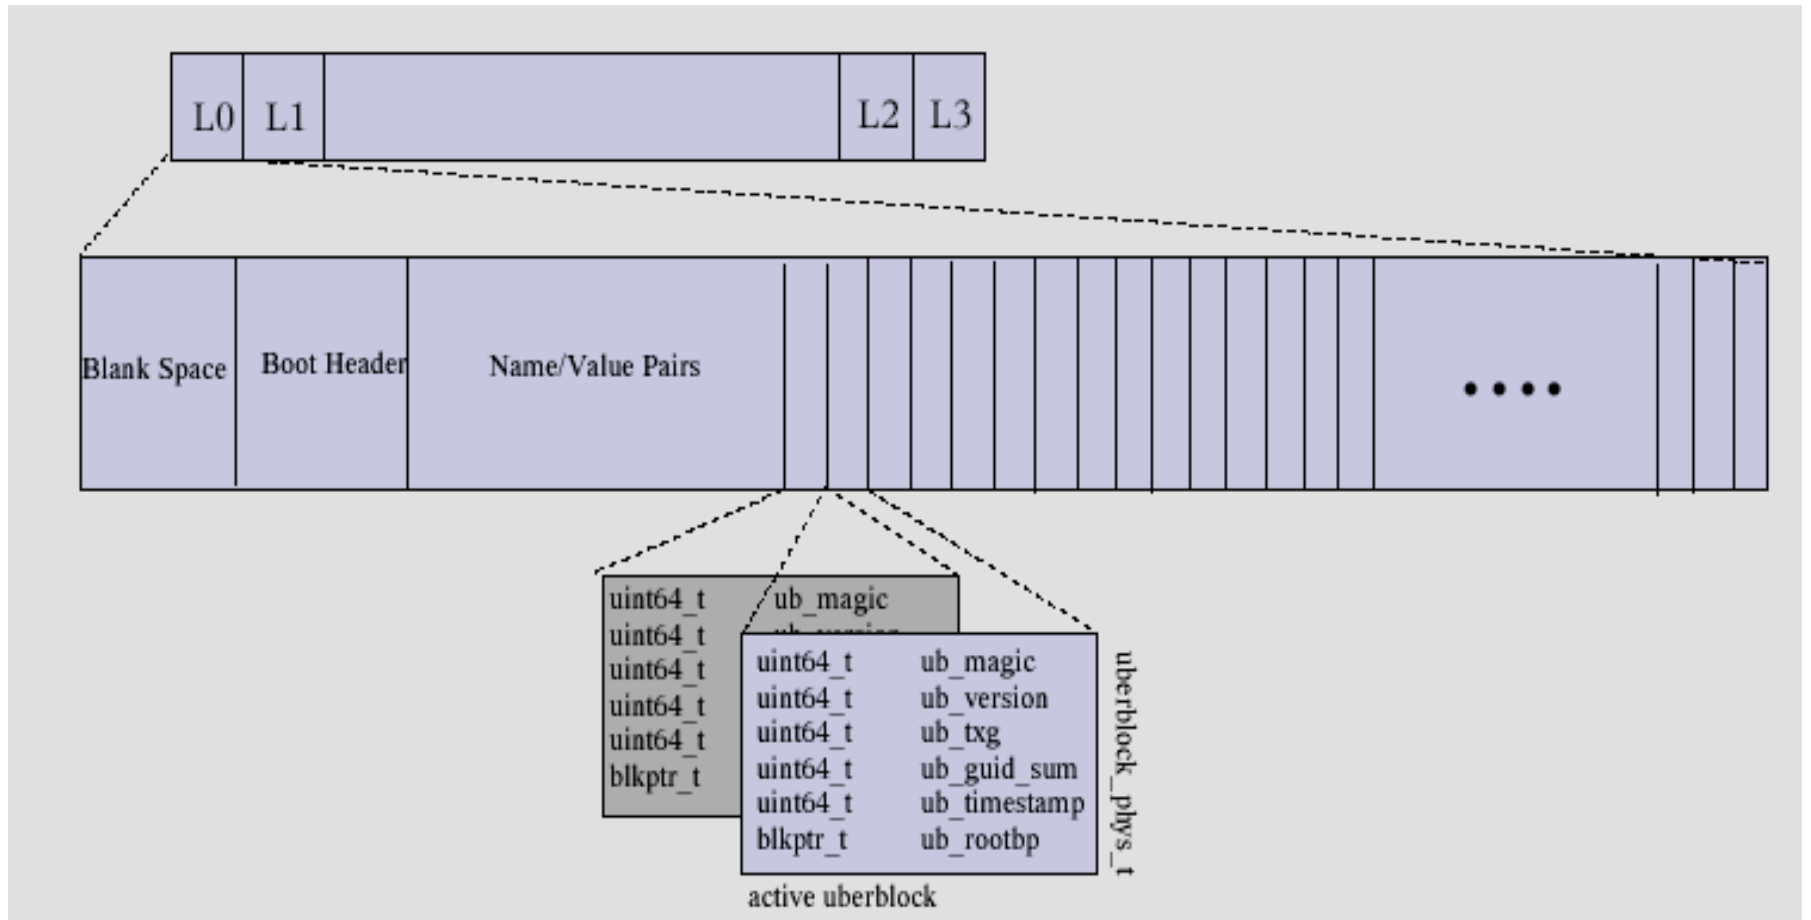 L0 L1 L2 L3
Blank Space Boot Header Name/Value Pairs
uint64_t ub_magic
uint64_t ub_version
uint64_t
uint64_t
uint64_t
blkptr_t
uint64_t ub_magic
uint64_t ub_version
uint64_t ub_txg
uint64_t ub_guid_sum
uint64_t ub_timestamp
blkptr_t ub_rootbp
uberblock_phys_t
active uberblock